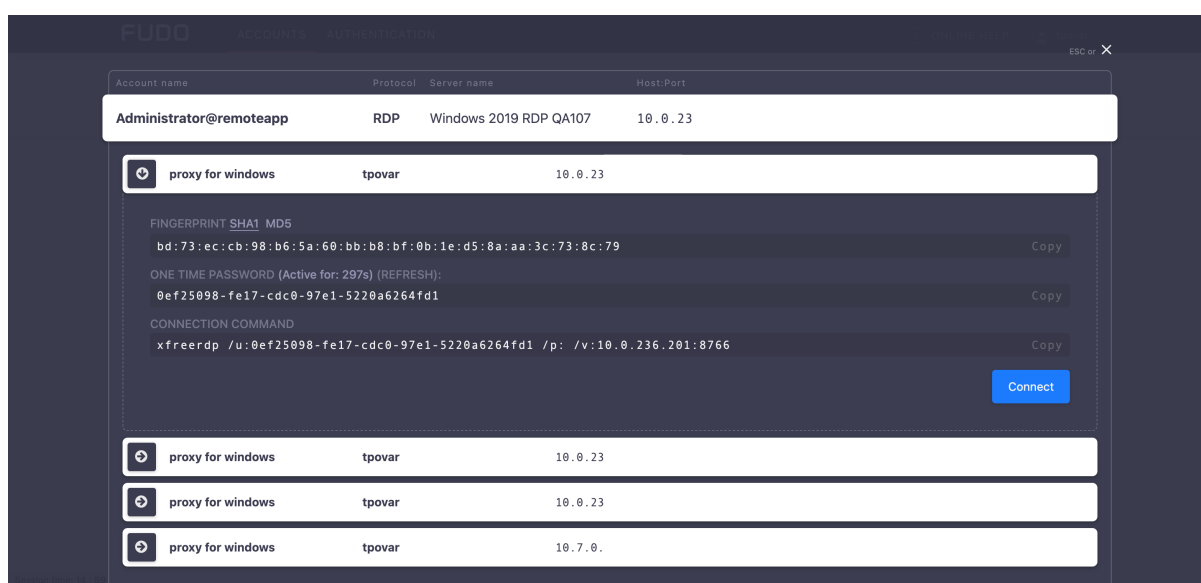 FUDO ACCOUNTS AUTHENTICATION
ESC or ✕
Account name Protocol Server name Host:Port
Administrator@remoteapp RDP Windows 2019 RDP QA107 10.0.23
proxy for windows tpovar 10.0.23
FINGERPRINT SHA1 MD5
bd:73:ec:cb:98:b6:5a:60:bb:b8:bf:0b:1e:d5:8a:aa:3c:73:8c:79 Copy
ONE TIME PASSWORD (Active for: 297s) (REFRESH):
0ef25098-fe17-cdc0-97e1-5220a6264fd1 Copy
CONNECTION COMMAND
xfreerdp /u:0ef25098-fe17-cdc0-97e1-5220a6264fd1 /p: /v:10.0.236.201:8766 Copy
Connect
proxy for windows tpovar 10.0.23
proxy for windows tpovar 10.0.23
proxy for windows tpovar 10.7.0.